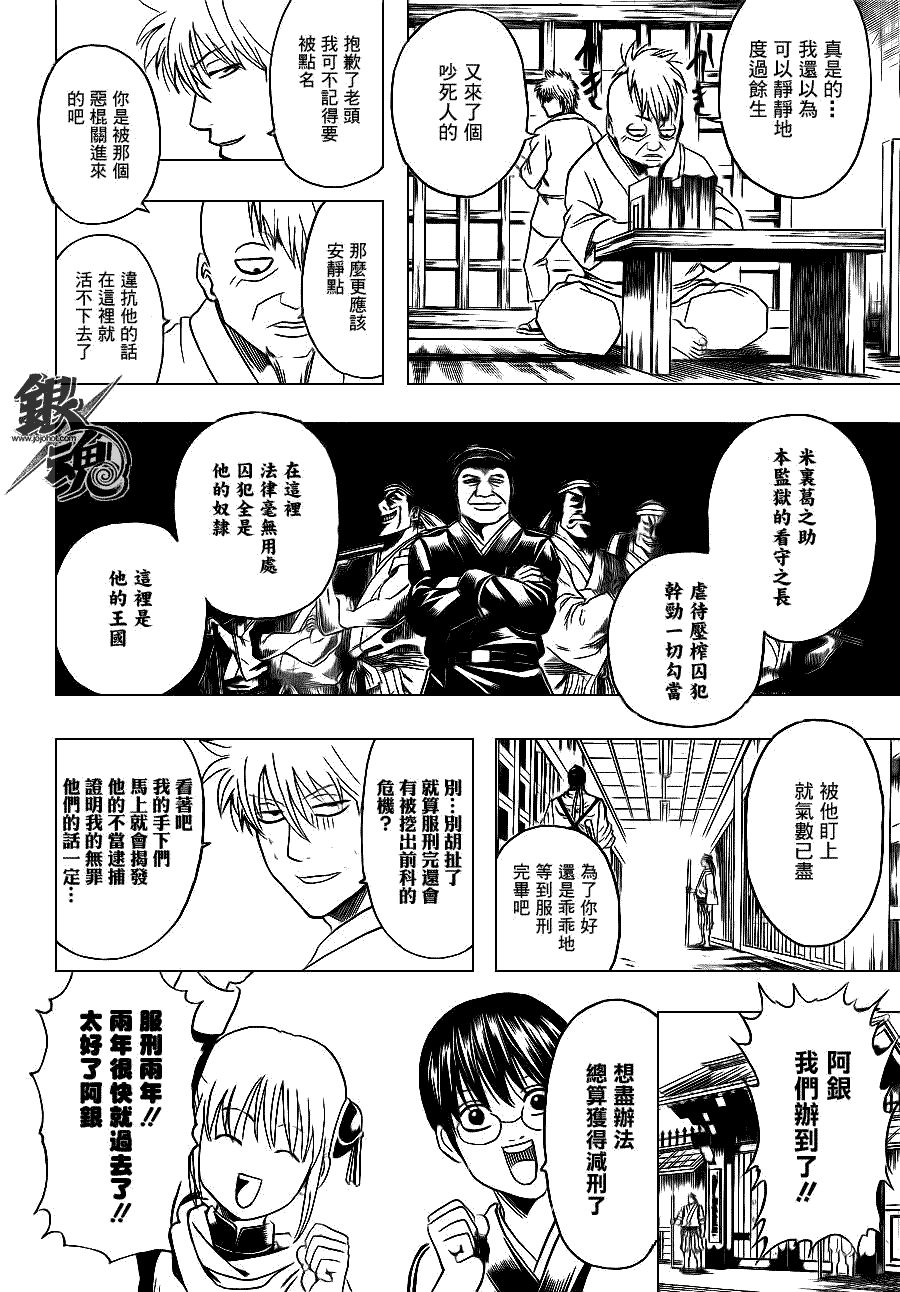 真是的…
我還以為
可以靜靜地
度過餘生
又來了個
吵死人的
抱歉了老頭
我可不記得要
被點名
你是被那個
惡棍關進來
的吧
那麼更應該
安靜點
違抗他的話
在這裡就
活不下去了
銀魂
www.jojohot.com
米裏葛之助
本監獄的看守之長
虐待壓榨囚犯
幹勁一切勾當
在這裡
法律毫無用處
囚犯全是
他的奴隸
這裡是
他的王國
被他盯上
就氣數已盡
為了你好
還是乖乖地
等到服刑
完畢吧
別…別胡扯了
就算服刑完還會
有被挖出前科的
危機?
看著吧
我的手下們
馬上就會揭發
他的不當逮捕
證明我的無罪
他們的話一定…
阿銀
我們辦到了!!
想盡辦法
總算獲得減刑了
服刑兩年!!
兩年很快就過去了!!
太好了阿銀